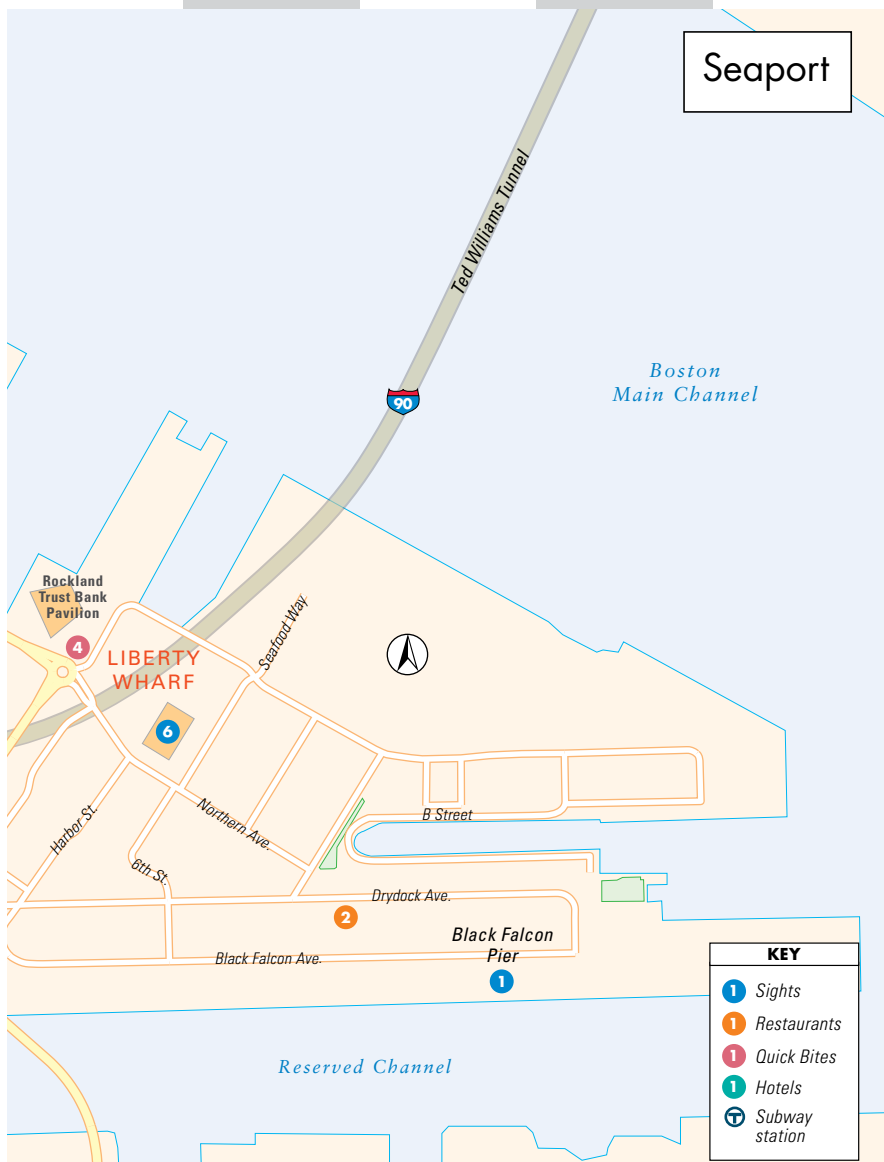 Seaport
Ted Williams Tunnel
90
Boston
Main Channel
Rockland
Trust Bank
Pavilion
4
LIBERTY
WHARF
Seafood Way
6
Harbor St.
Northern Ave.
B Street
6th St.
Drydock Ave.
2
Black Falcon
Pier
Black Falcon Ave.
1
Reserved Channel
KEY
1 Sights
1 Restaurants
1 Quick Bites
1 Hotels
T Subway
station